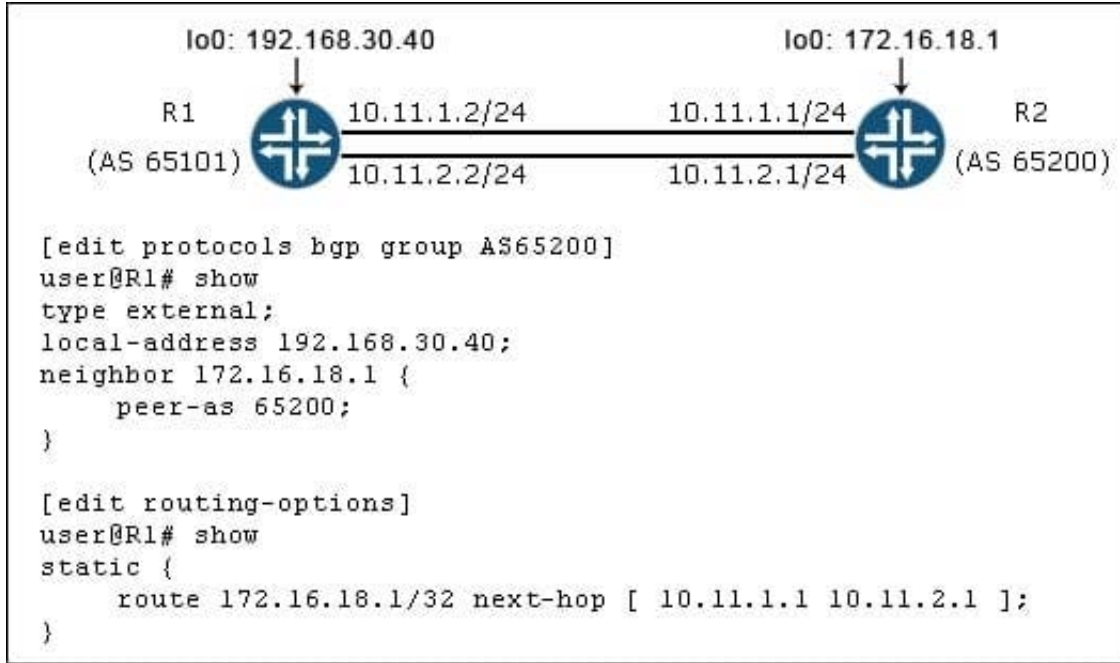 lo0: 192.168.30.40 lo0: 172.16.18.1
R1 10.11.1.2/24 10.11.1.1/24 R2
(AS 65101) 10.11.2.2/24 10.11.2.1/24 (AS 65200)
[edit protocols bgp group AS65200]
user@R1# show
type external;
local-address 192.168.30.40;
neighbor 172.16.18.1 {
peer-as 65200;
}
[edit routing-options]
user@R1# show
static {
route 172.16.18.1/32 next-hop [ 10.11.1.1 10.11.2.1 ];
}